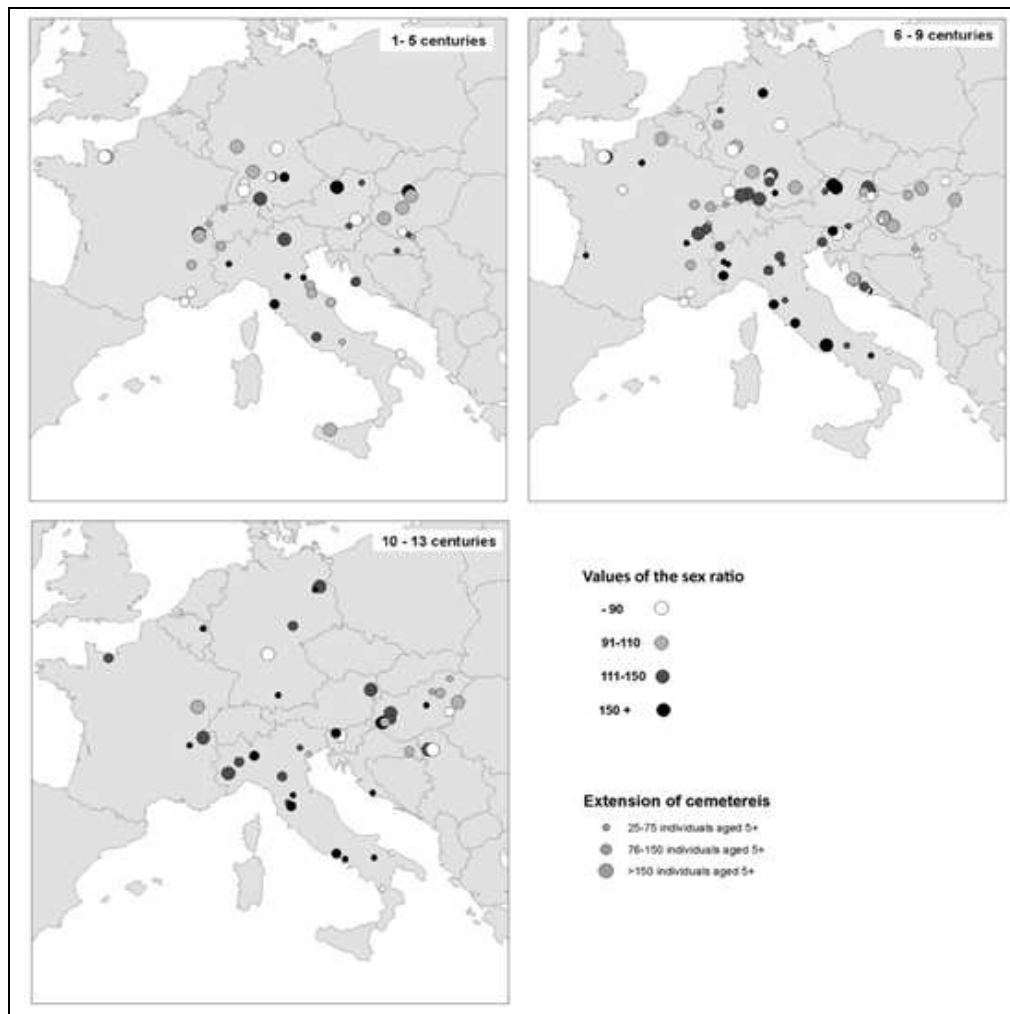 1- 5 centuries
6 - 9 centuries
10 - 13 centuries
Values of the sex ratio
- 90
91-110
111-150
150 +
Extension of cemetereis
25-75 individuals aged 5+
76-150 individuals aged 5+
>150 individuals aged 5+